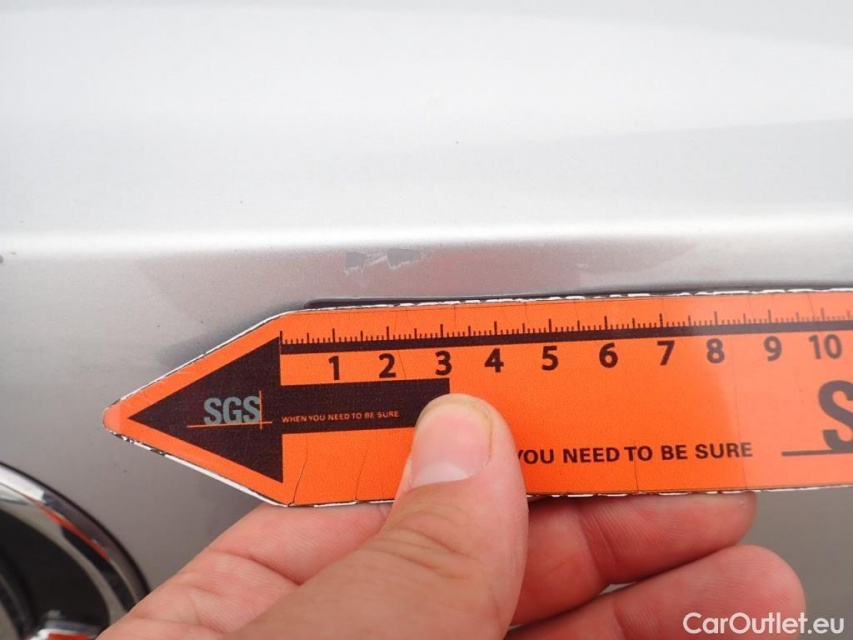 1 2 3 4 5 6 7 8 9 10
SGS WHEN YOU NEED TO BE SURE
S
YOU NEED TO BE SURE
CarOutlet.eu